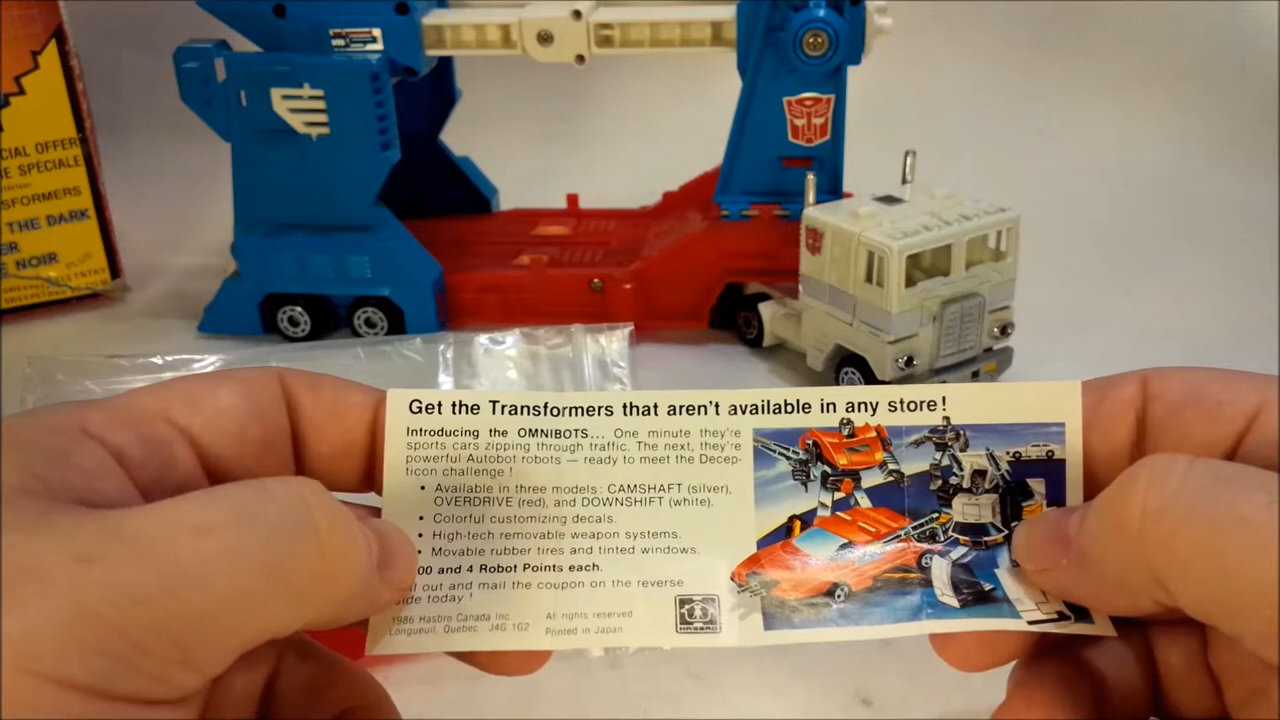 CIAL OFFER
E SPÉCIALE
SFORMERS
THE DARK
ER
E NOIR
PLUS
Get the Transformers that aren't available in any store!
Introducing the OMNIBOTS... One minute they're
sports cars zipping through traffic. The next, they're
powerful Autobot robots — ready to meet the Decep-
ticon challenge !
• Available in three models: CAMSHAFT (silver),
OVERDRIVE (red), and DOWNSHIFT (white).
• Colorful customizing decals.
• High-tech removable weapon systems.
• Movable rubber tires and tinted windows.
00 and 4 Robot Points each.
out and mail the coupon on the reverse
ide today !
1986 Hasbro Canada Inc
Longueuil, Quebec J4G 1G2
All rights reserved
Printed in Japan
HASBRO